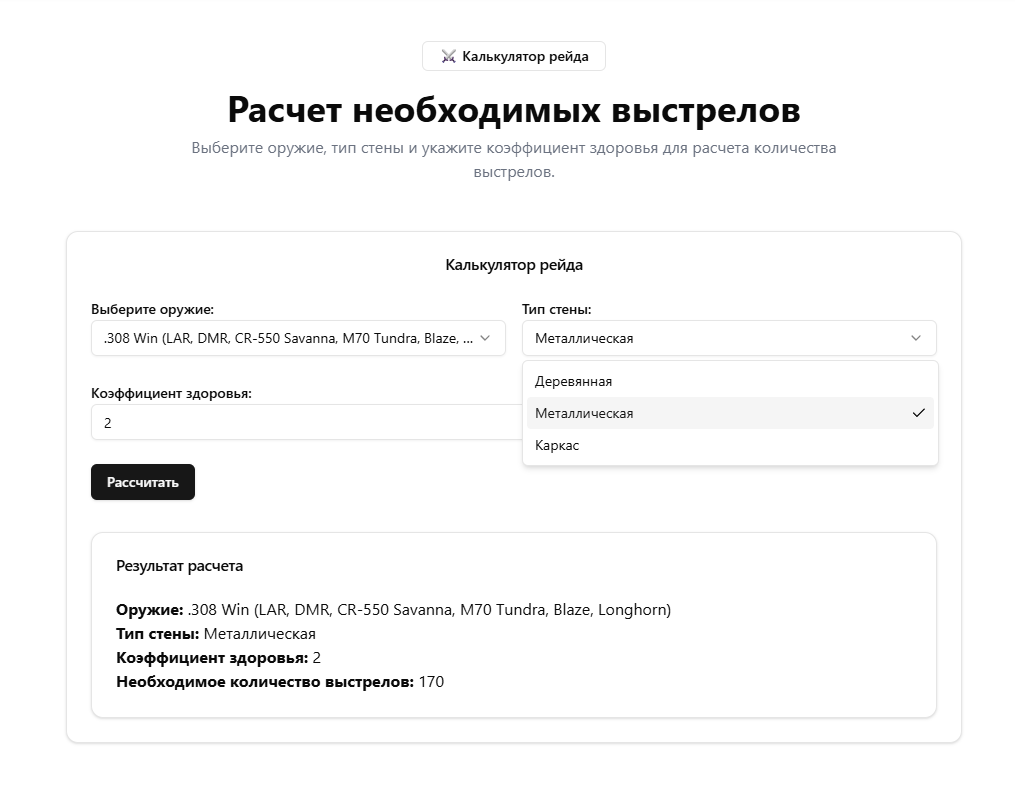 ⚔️ Калькулятор рейда
Расчет необходимых выстрелов
Выберите оружие, тип стены и укажите коэффициент здоровья для расчета количества
выстрелов.
Калькулятор рейда
Выберите оружие:
.308 Win (LAR, DMR, CR-550 Savanna, M70 Tundra, Blaze, ...
Тип стены:
Металлическая
Деревянная
Металлическая
Каркас
Коэффициент здоровья:
2
Рассчитать
Результат расчета
Оружие: .308 Win (LAR, DMR, CR-550 Savanna, M70 Tundra, Blaze, Longhorn)
Тип стены: Металлическая
Коэффициент здоровья: 2
Необходимое количество выстрелов: 170